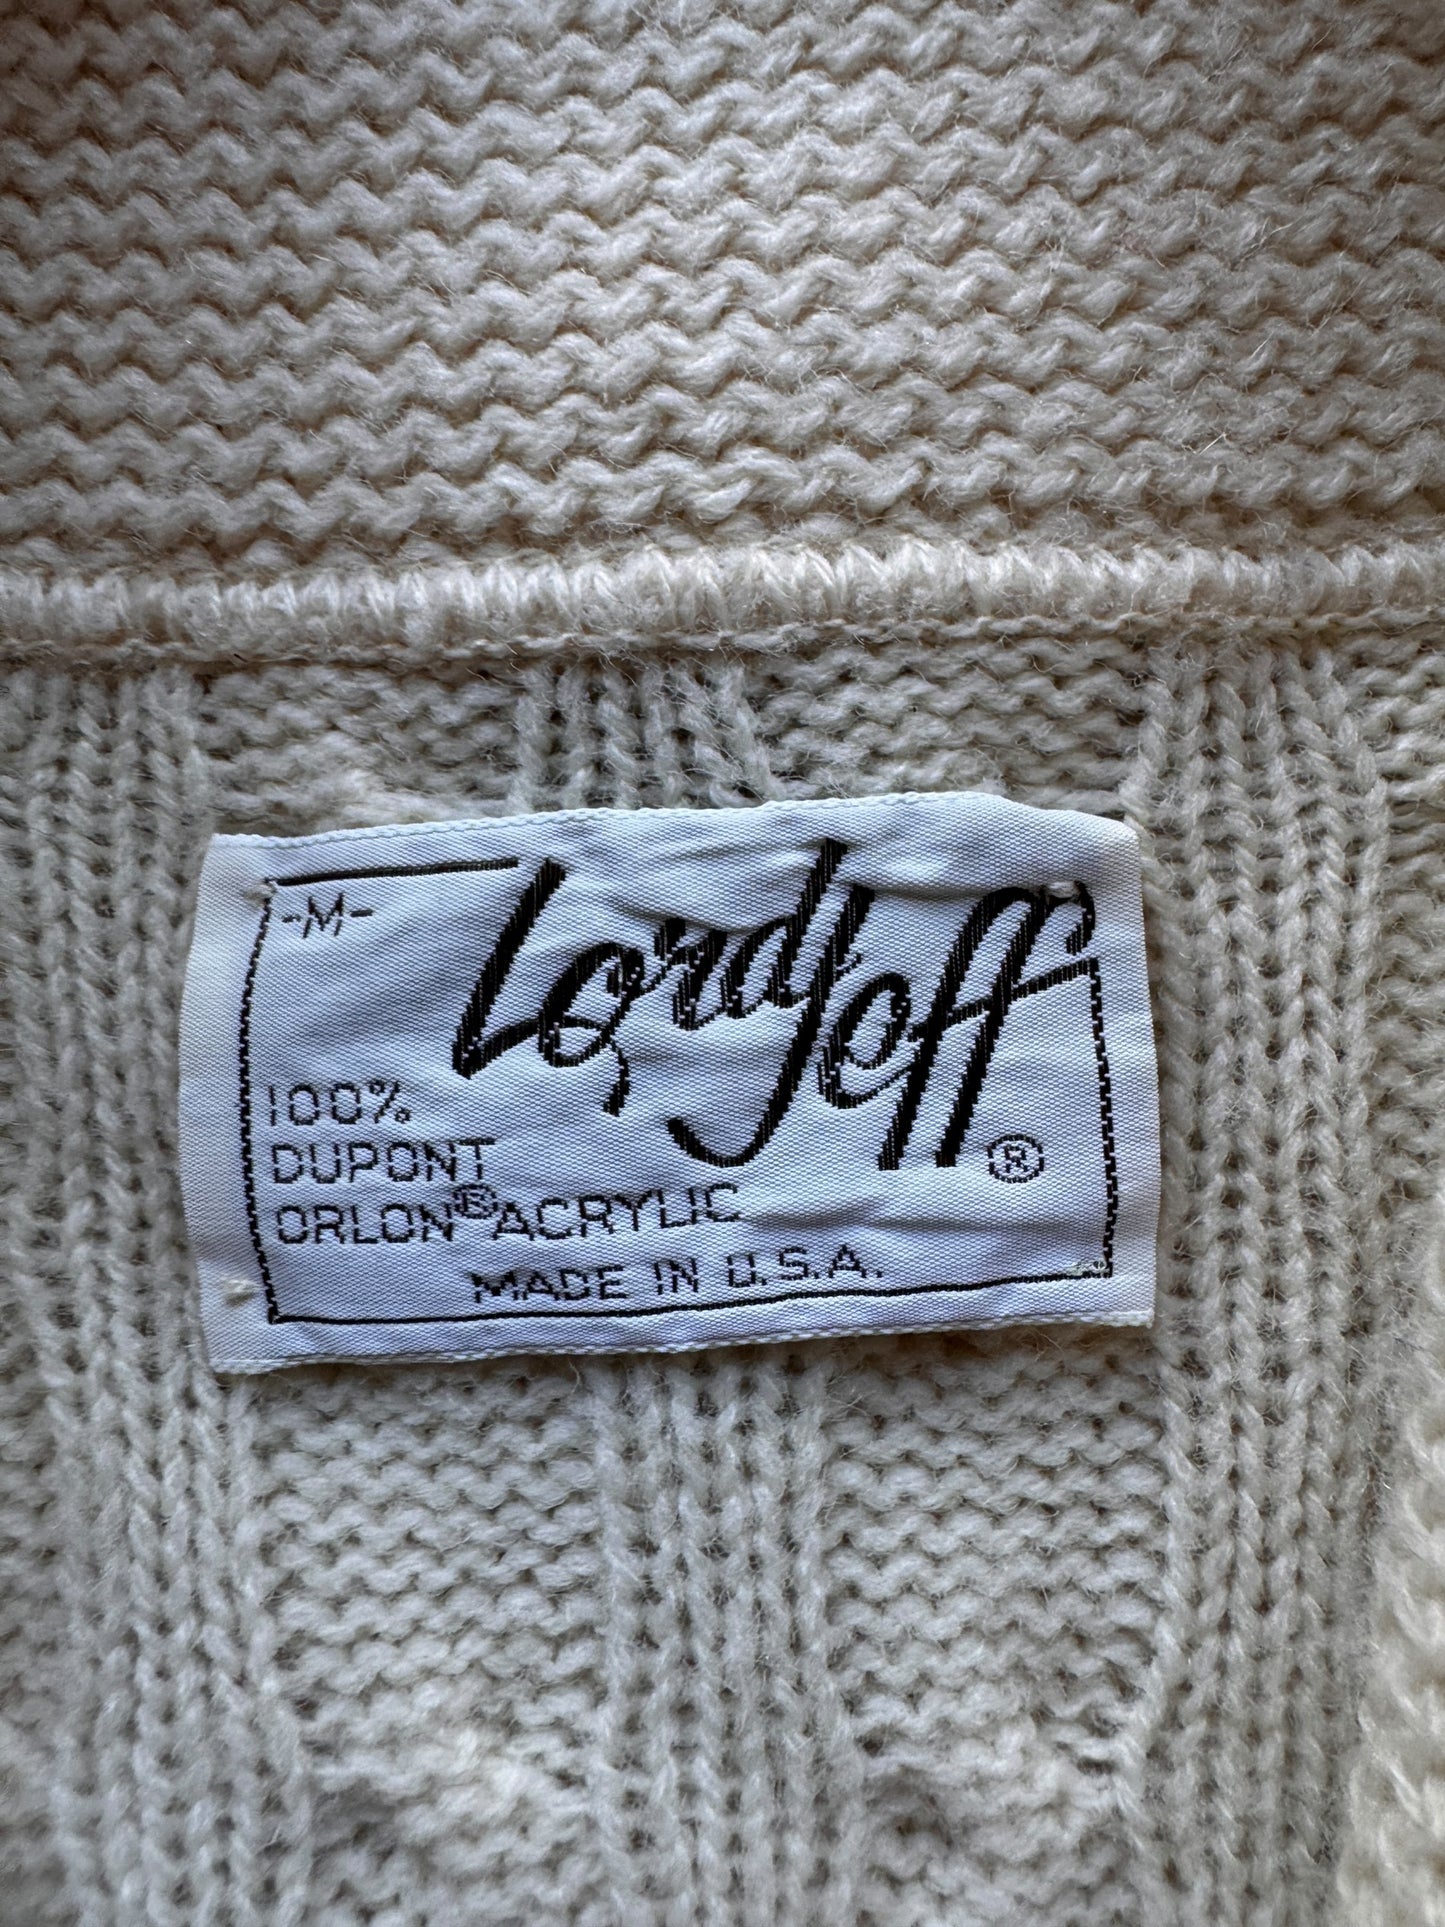 -M-
Lord Jeff ®
100%
DUPONT
ORLON® ACRYLIC
MADE IN U.S.A.